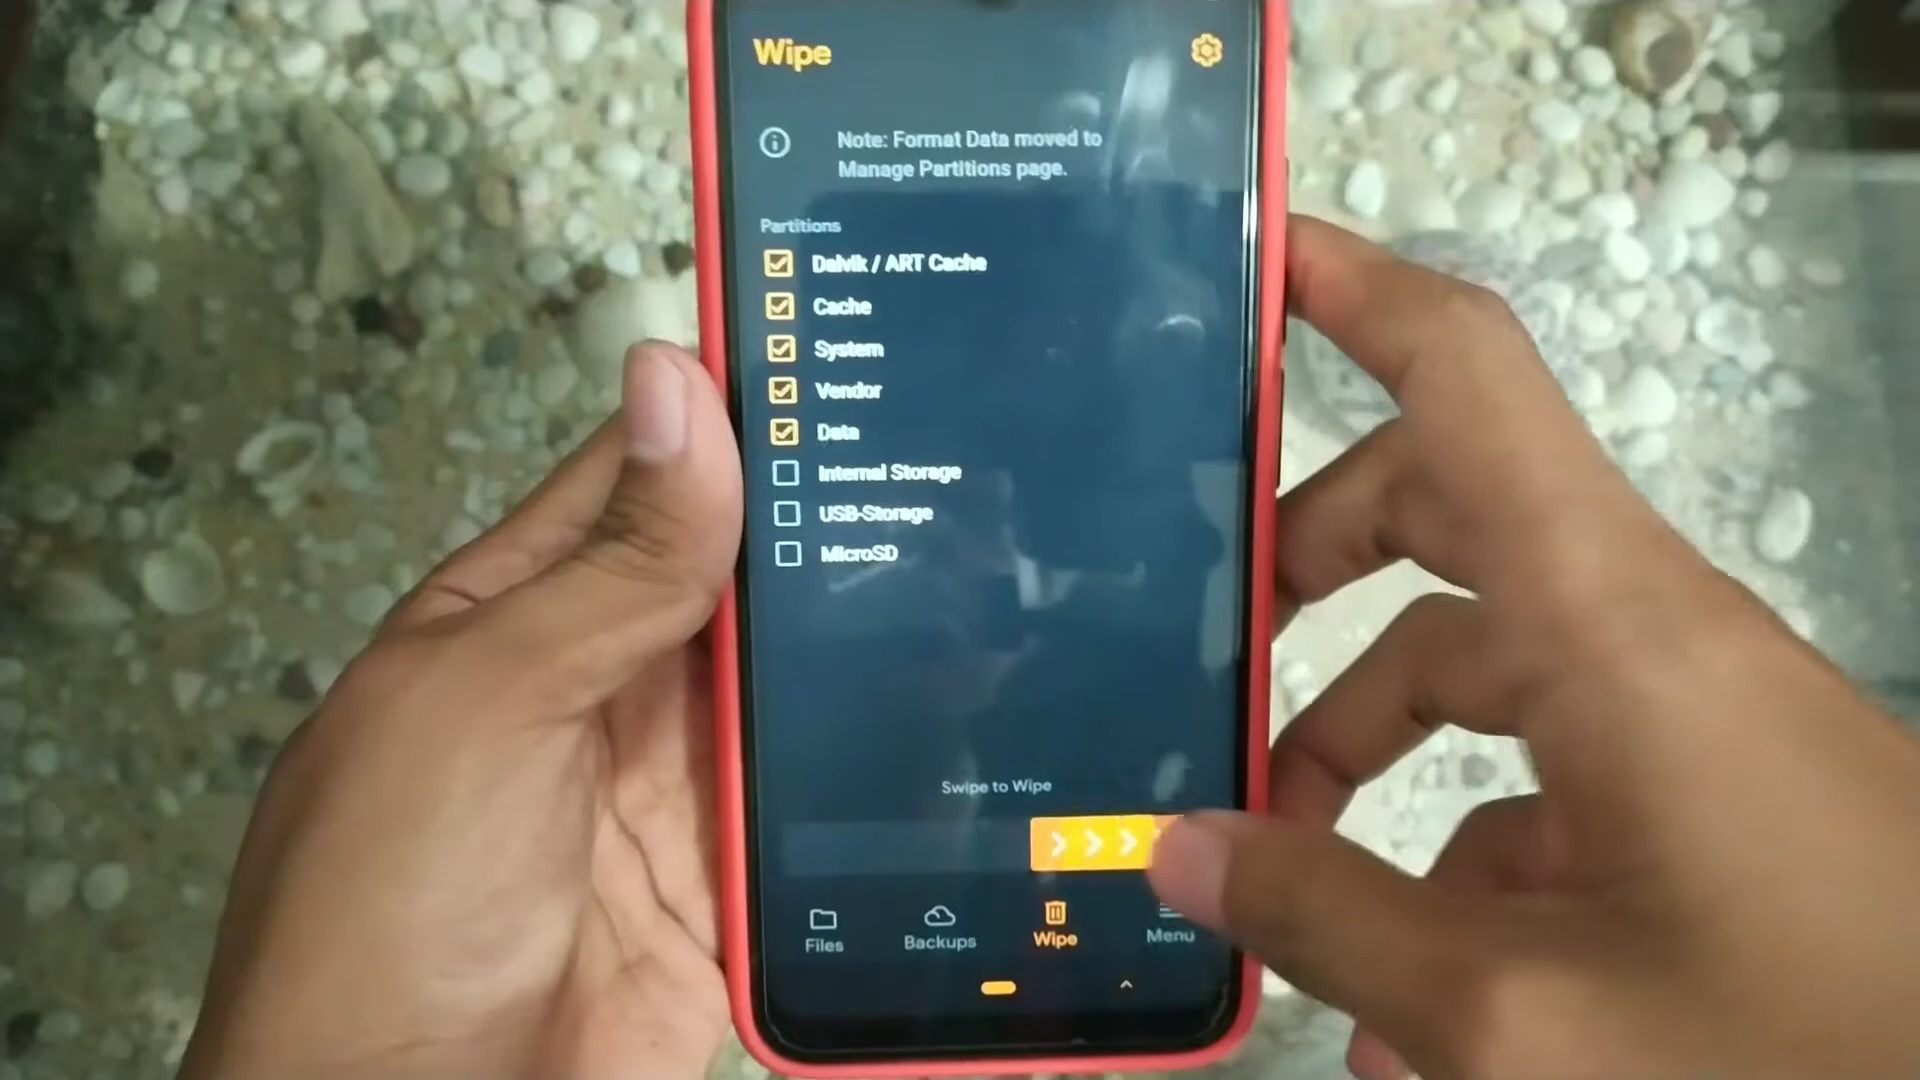 Wipe
Note: Format Data moved to
Manage Partitions page.
Partitions
Dalvik / ART Cache
Cache
System
Vendor
Data
Internal Storage
USB-Storage
MicroSD
Swipe to Wipe
Files
Backups
Wipe
Menu